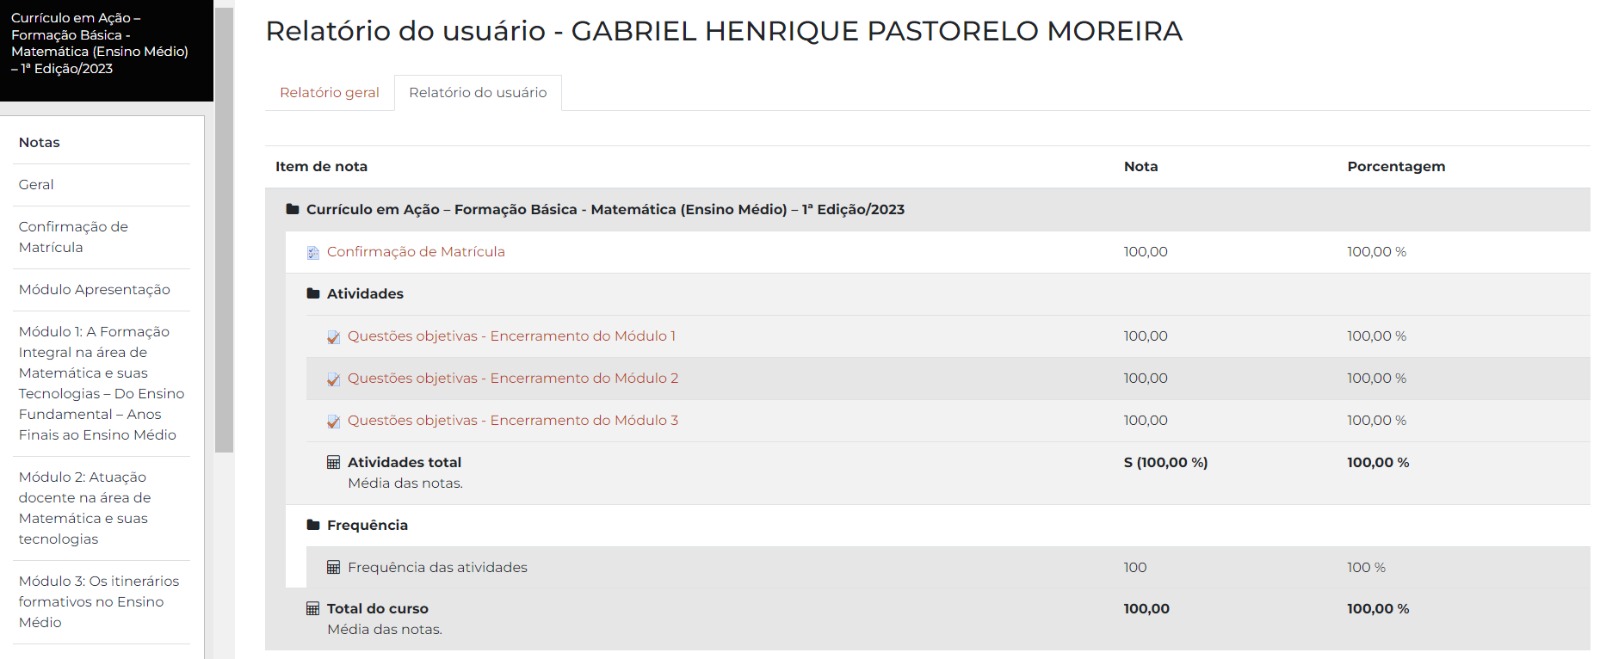 Currículo em Ação –
Formação Básica -
Matemática (Ensino Médio)
– 1ª Edição/2023
Notas
Geral
Confirmação de
Matrícula
Módulo Apresentação
Módulo 1: A Formação
Integral na área de
Matemática e suas
Tecnologias – Do Ensino
Fundamental – Anos
Finais ao Ensino Médio
Módulo 2: Atuação
docente na área de
Matemática e suas
tecnologias
Módulo 3: Os itinerários
formativos no Ensino
Médio
Relatório do usuário - GABRIEL HENRIQUE PASTORELO MOREIRA
Relatório geral Relatório do usuário
Item de nota Nota Porcentagem
Currículo em Ação – Formação Básica - Matemática (Ensino Médio) – 1ª Edição/2023
Confirmação de Matrícula 100,00 100,00 %
Atividades
Questões objetivas - Encerramento do Módulo 1 100,00 100,00 %
Questões objetivas - Encerramento do Módulo 2 100,00 100,00 %
Questões objetivas - Encerramento do Módulo 3 100,00 100,00 %
Atividades total S (100,00 %) 100,00 %
Média das notas.
Frequência
Frequência das atividades 100 100 %
Total do curso 100,00 100,00 %
Média das notas.